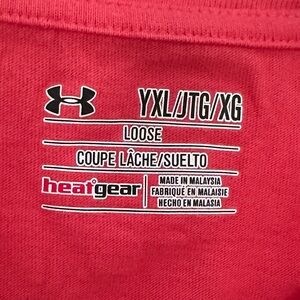 YXL/JTG/XG
LOOSE
COUPE LÂCHE/SUELTO
heatgear
MADE IN MALAYSIA
FABRIQUÉ EN MALAISIE
HECHO EN MALASIA